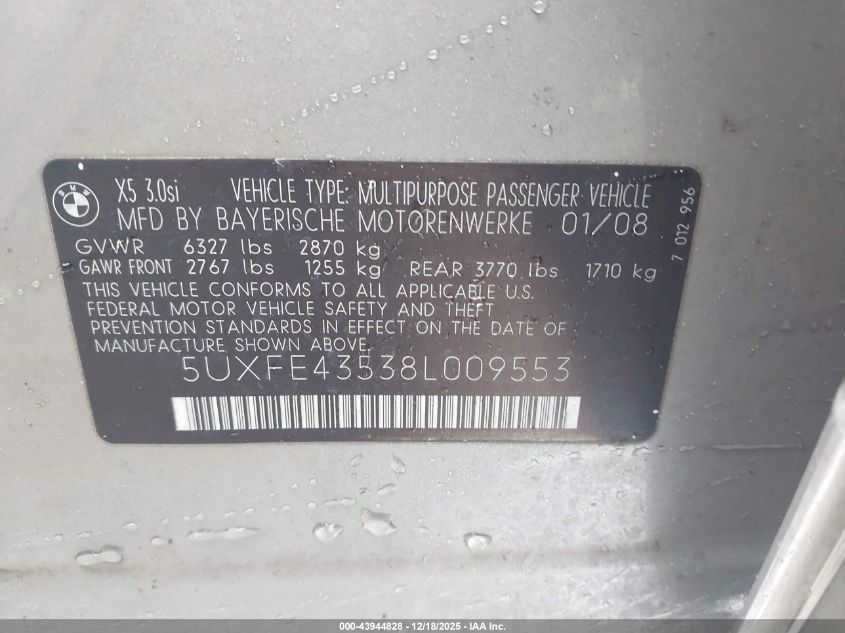 BMW
X5 3.0si VEHICLE TYPE: MULTIPURPOSE PASSENGER VEHICLE
MFD BY BAYERISCHE MOTORENWERKE 01/08
GVWR 6327 lbs 2870 kg
GAWR FRONT 2767 lbs 1255 kg REAR 3770 lbs 1710 kg
THIS VEHICLE CONFORMS TO ALL APPLICABLE U.S.
FEDERAL MOTOR VEHICLE SAFETY AND THEFT
PREVENTION STANDARDS IN EFFECT ON THE DATE OF
MANUFACTURE SHOWN ABOVE.
5UXFE43538L009553
7 012 956
000-43944828 - 12/18/2025 - IAA Inc.